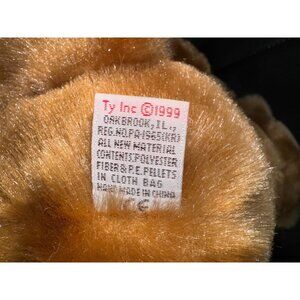 Ty Inc ©1999
OAKBROOK, IL.
REG.NO.PA-1965(KR)
ALL NEW MATERIAL
CONTENTS:POLYESTER
FIBER & P.E. PELLETS
IN CLOTH BAG
MADE IN CHINA
CE